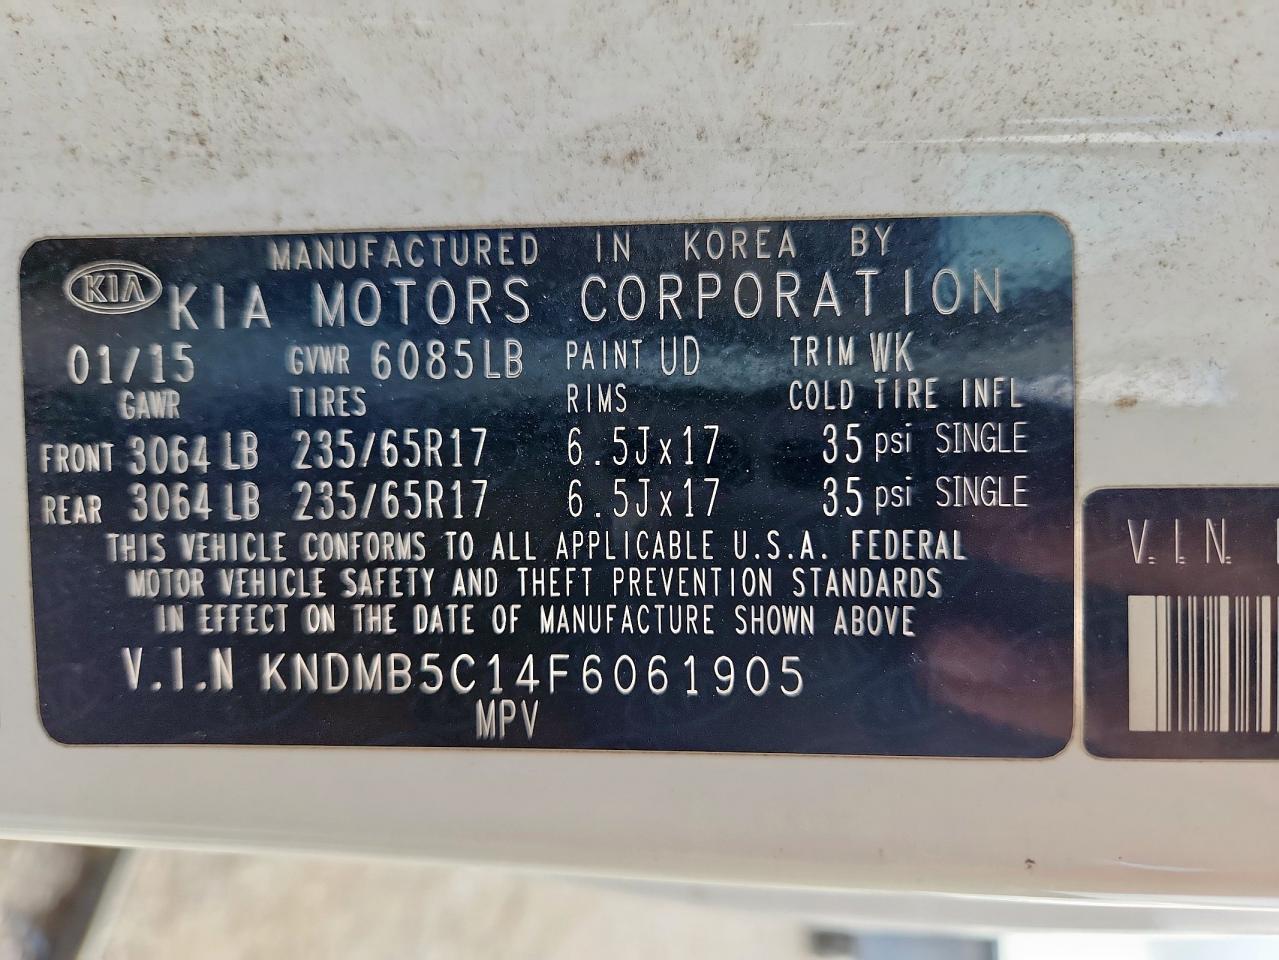 MANUFACTURED IN KOREA BY
KIA KIA MOTORS CORPORATION
01/15 GVWR 6085LB PAINT UD TRIM WK
GAWR TIRES RIMS COLD TIRE INFL
FRONT 3064 LB 235/65R17 6.5Jx17 35 psi SINGLE
REAR 3064 LB 235/65R17 6.5Jx17 35 psi SINGLE
THIS VEHICLE CONFORMS TO ALL APPLICABLE U.S.A. FEDERAL
MOTOR VEHICLE SAFETY AND THEFT PREVENTION STANDARDS
IN EFFECT ON THE DATE OF MANUFACTURE SHOWN ABOVE
V.I.N KNDMB5C14F6061905
MPV
V.I.N.